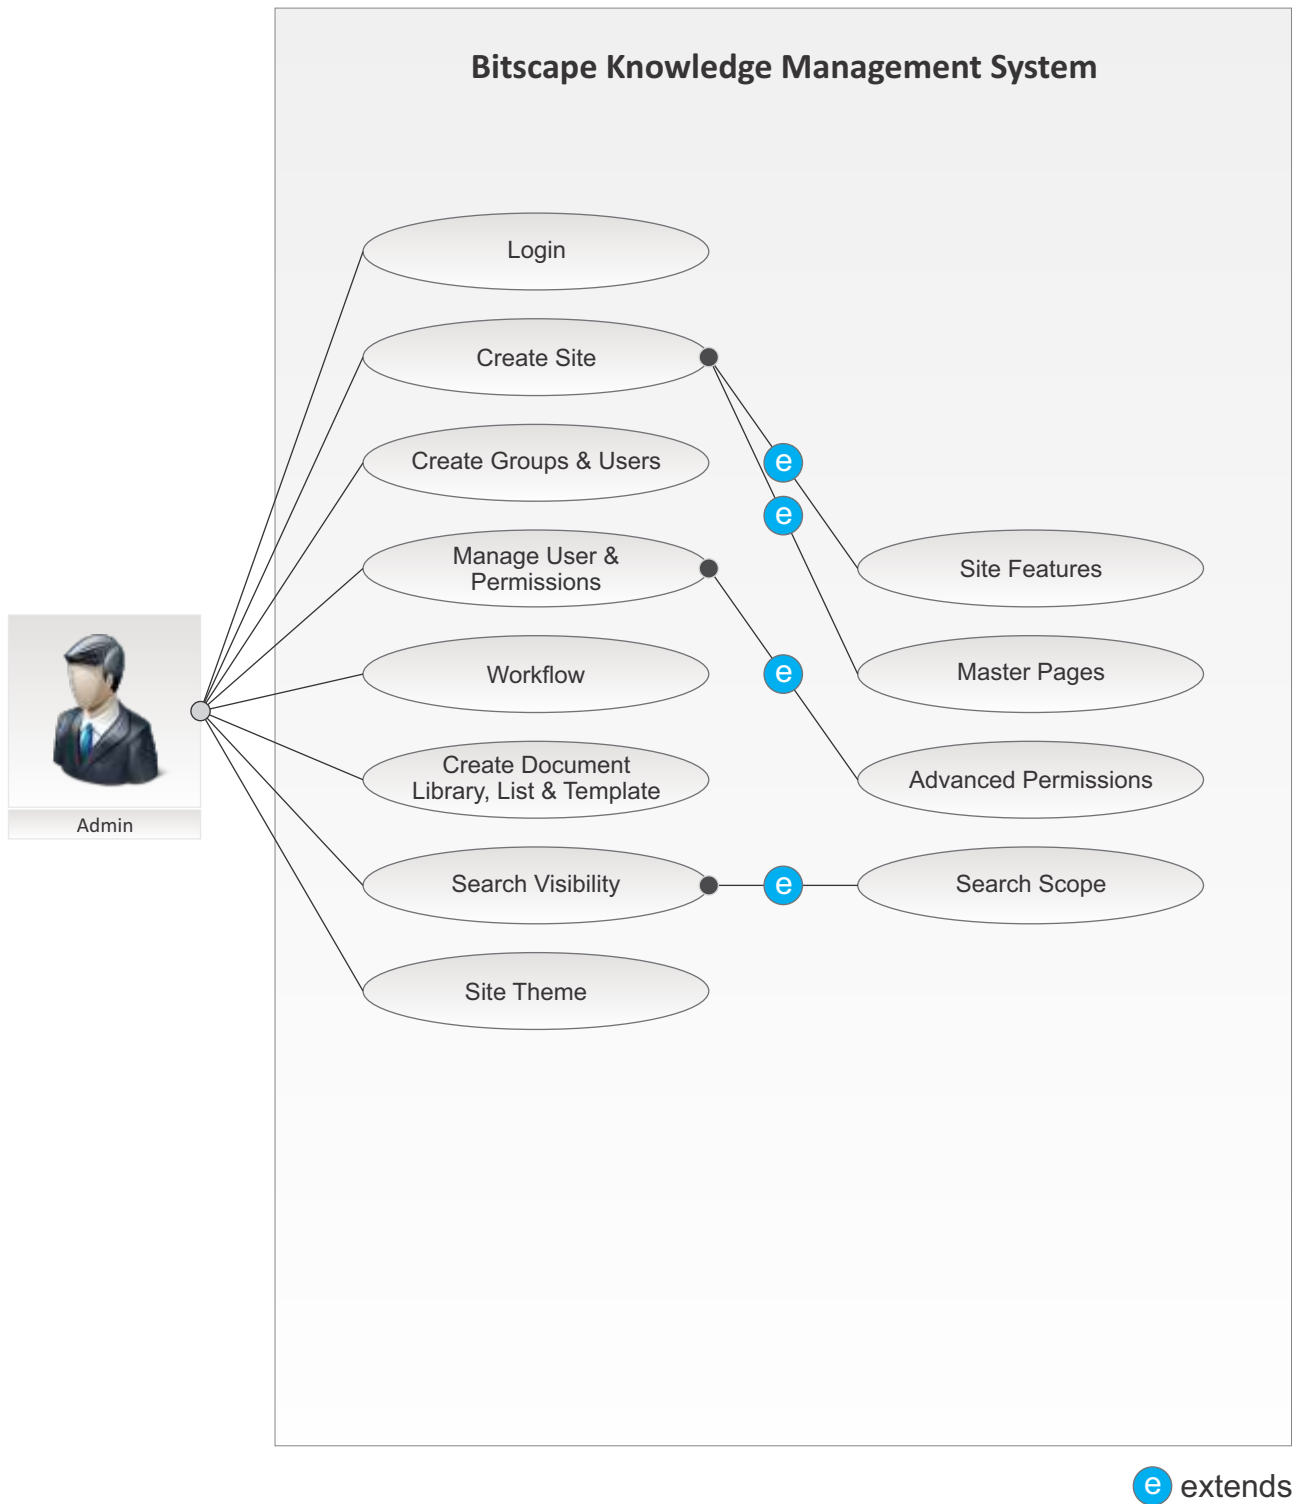 Bitscape Knowledge Management System
Login
Create Site
Create Groups & Users
e
e
Manage User &
Permissions
Site Features
Workflow
e
Master Pages
Create Document
Library, List & Template
Advanced Permissions
Admin
Search Visibility
e
Search Scope
Site Theme
e extends